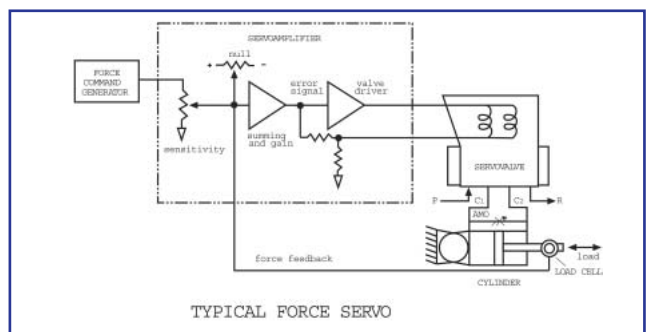 SERVOAMPLIFIER
null
+ -
FORCE
COMMAND
GENERATOR
error
signal
valve
driver
summing
and gain
sensitivity
SERVOVALVE
P C1 C2 R
AMO
force feedback
load
LOAD CELL
CYLINDER
TYPICAL FORCE SERVO